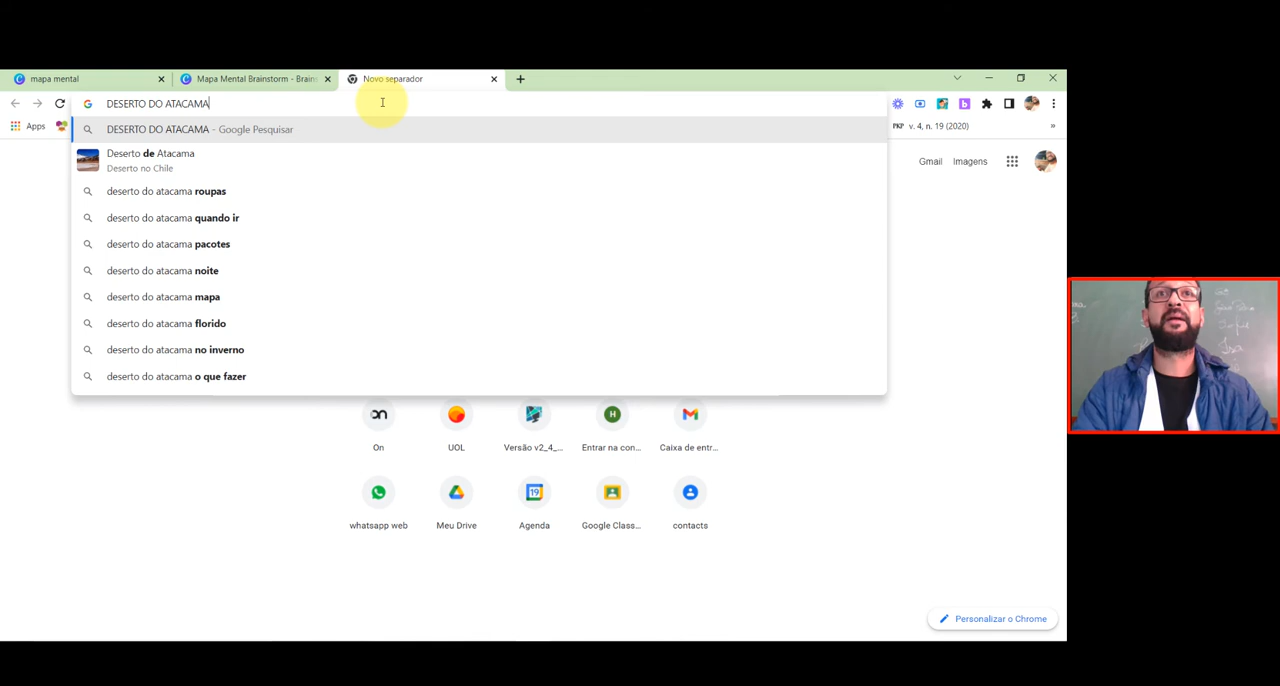 mapa mental
Mapa Mental Brainstorm - Brains
Novo separador
DESERTO DO ATACAMA
Apps
PKP v. 4, n. 19 (2020)
»
DESERTO DO ATACAMA - Google Pesquisar
Deserto de Atacama
Deserto no Chile
Gmail
Imagens
deserto do atacama roupas
deserto do atacama quando ir
deserto do atacama pacotes
deserto do atacama noite
deserto do atacama mapa
deserto do atacama florido
deserto do atacama no inverno
deserto do atacama o que fazer
On
UOL
Versão v2_4_...
Entrar na con...
Caixa de entr...
whatsapp web
Meu Drive
19
Agenda
Google Class...
contacts
Personalizar o Chrome